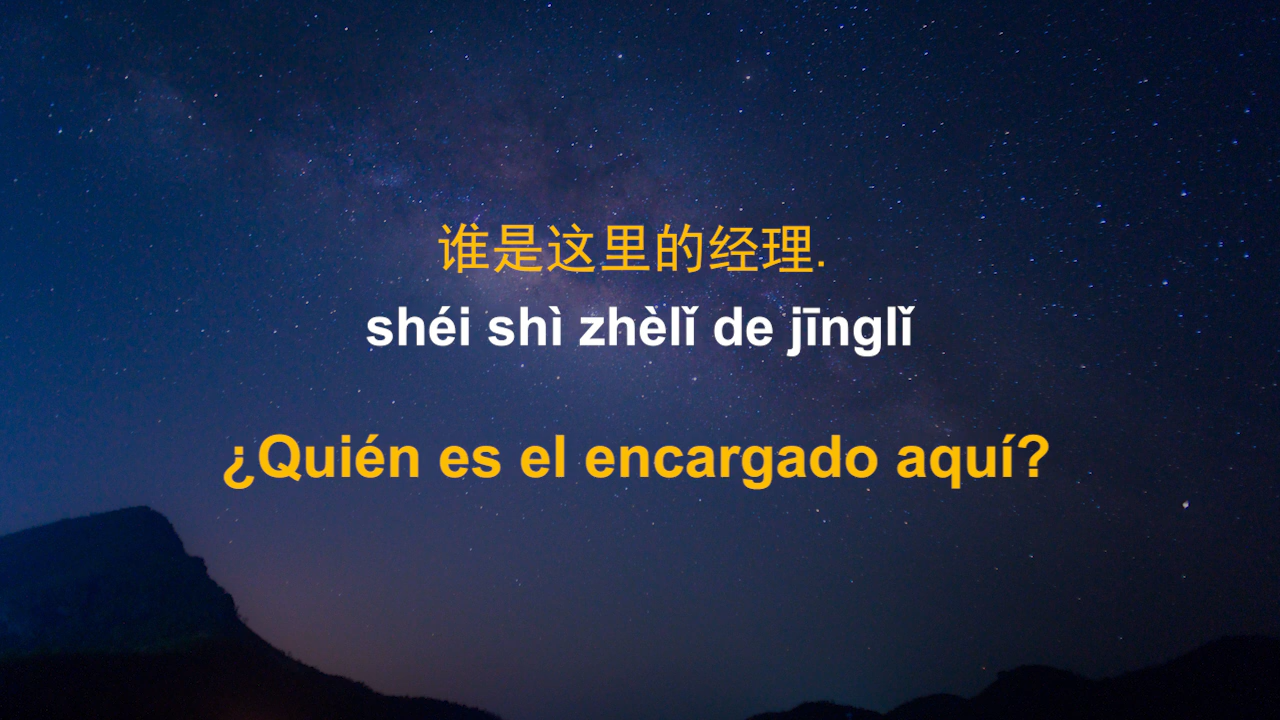 谁是这里的经理.
shéi shì zhèlǐ de jīnglǐ
¿Quién es el encargado aquí?